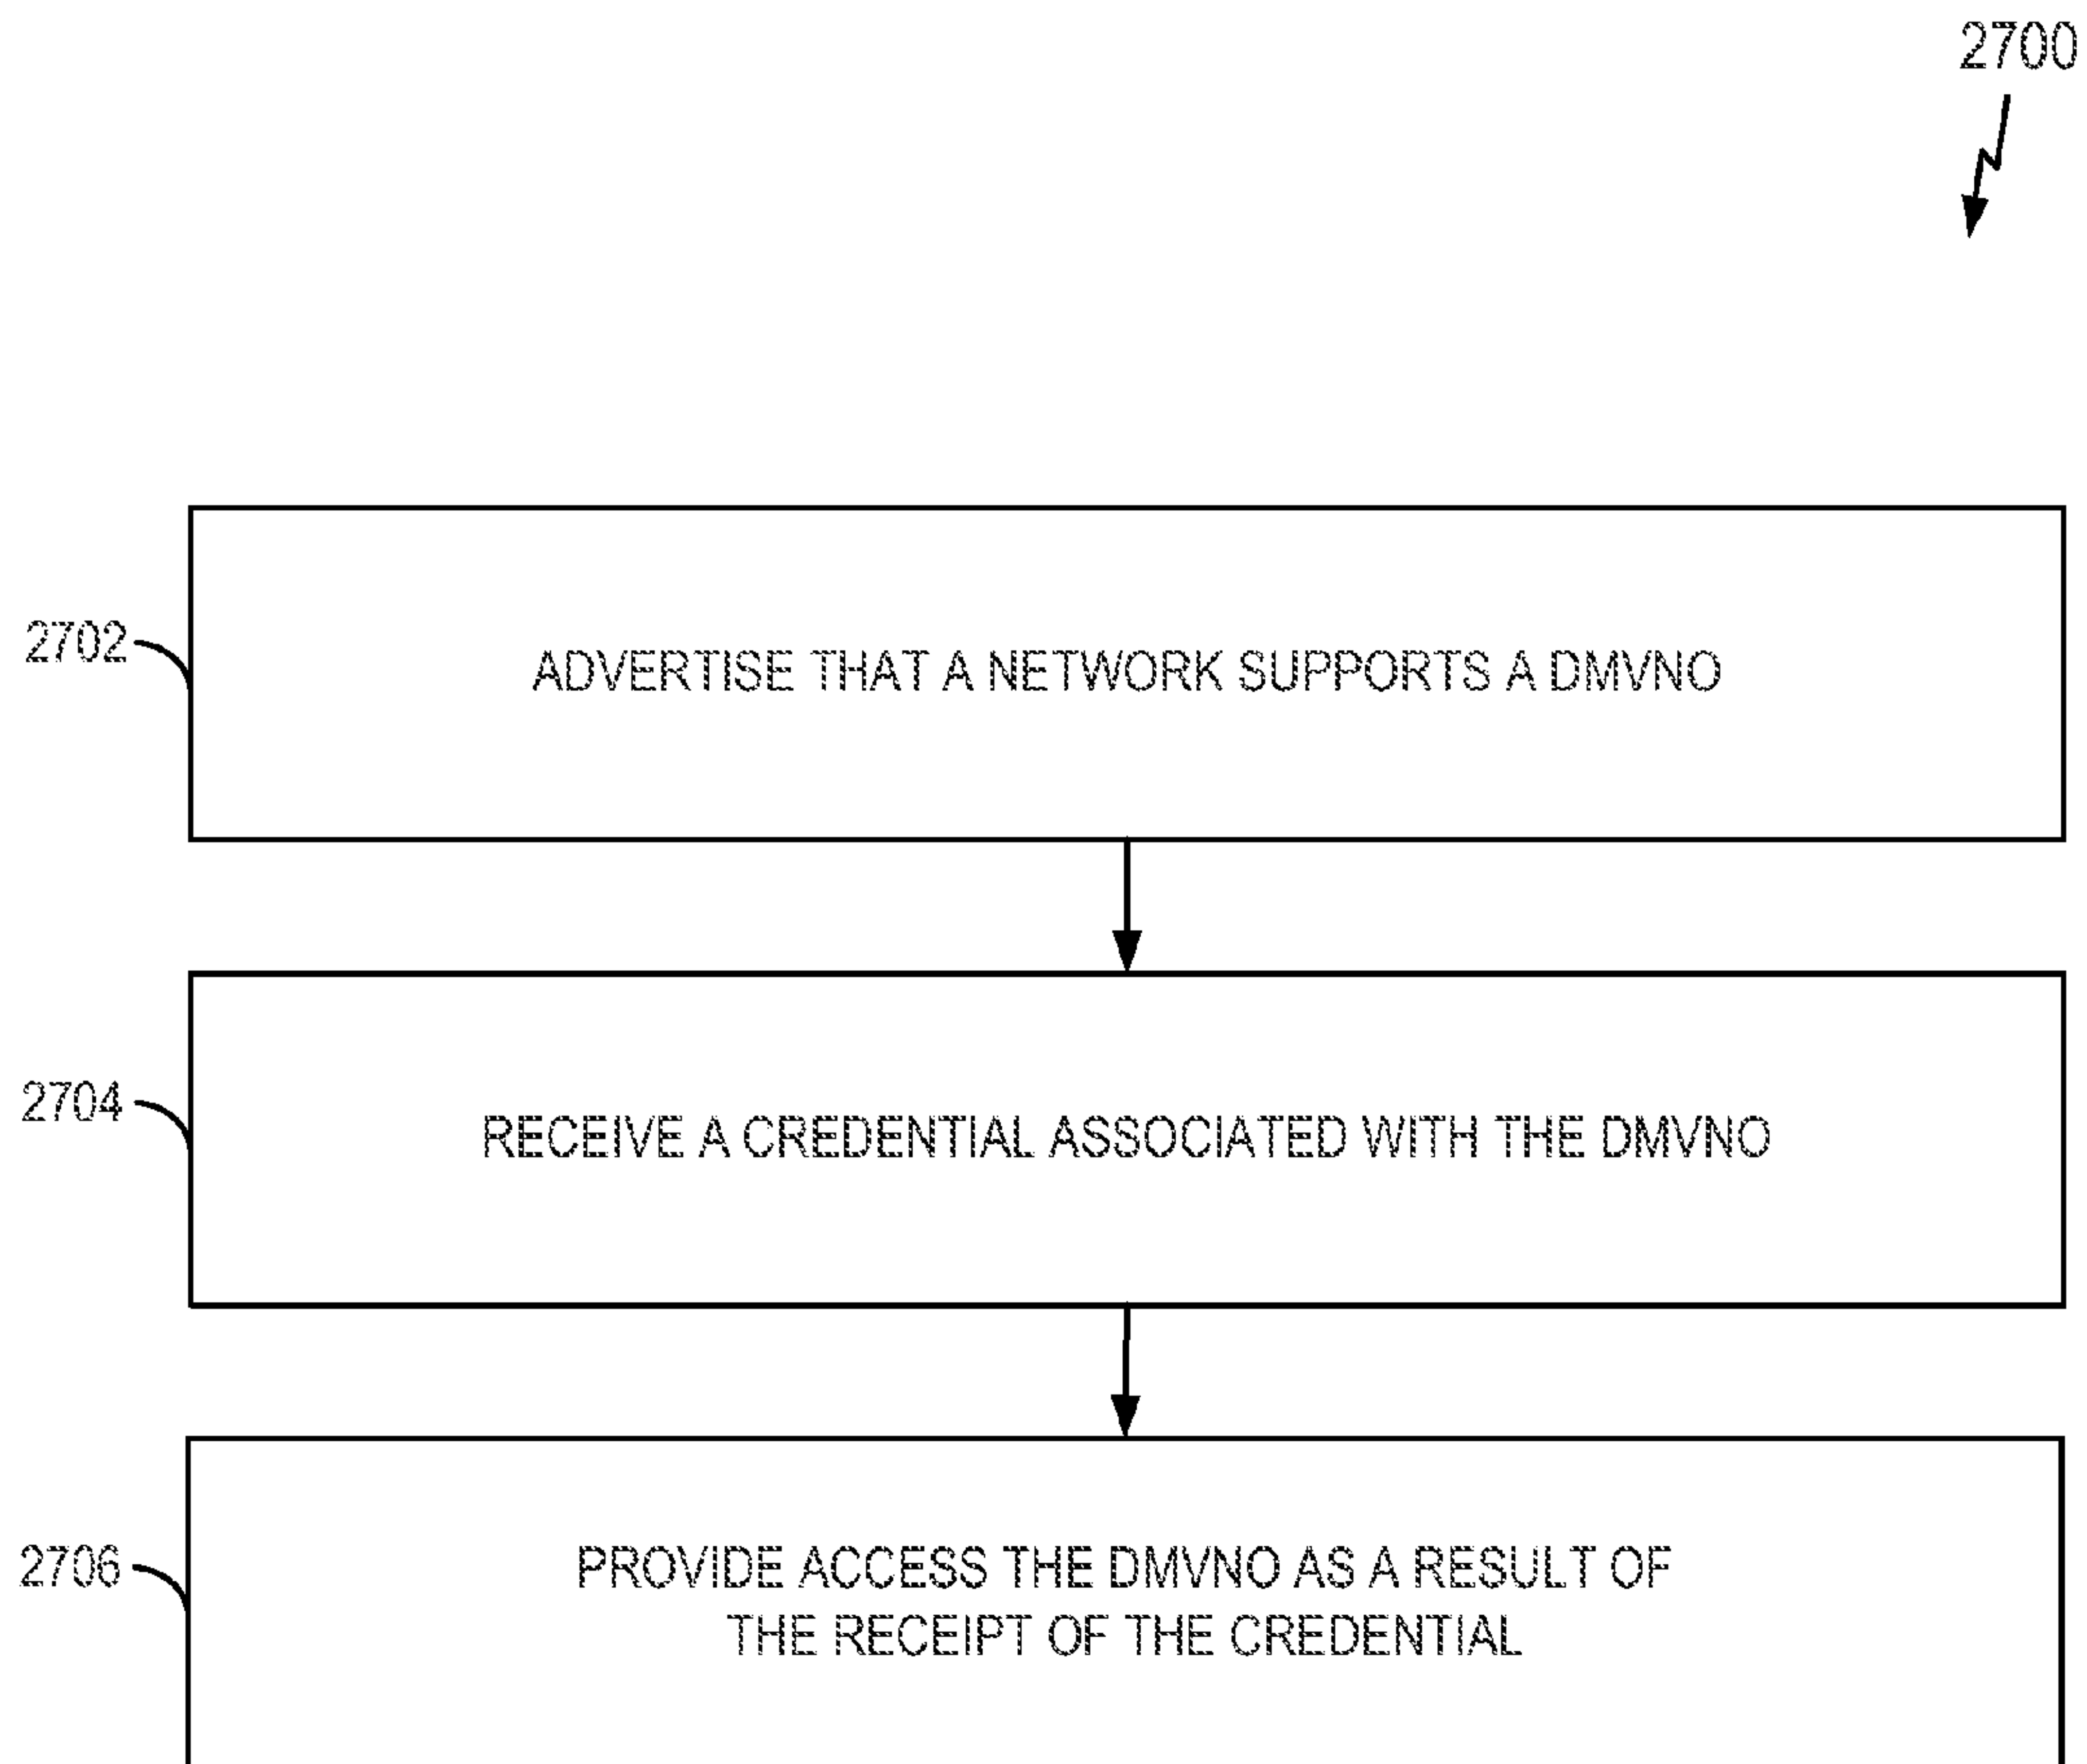 2700
2702
ADVERTISE THAT A NETWORK SUPPORTS A DMVNO
2704
RECEIVE A CREDENTIAL ASSOCIATED WITH THE DMVNO
2706
PROVIDE ACCESS THE DMVNO AS A RESULT OF
THE RECEIPT OF THE CREDENTIAL